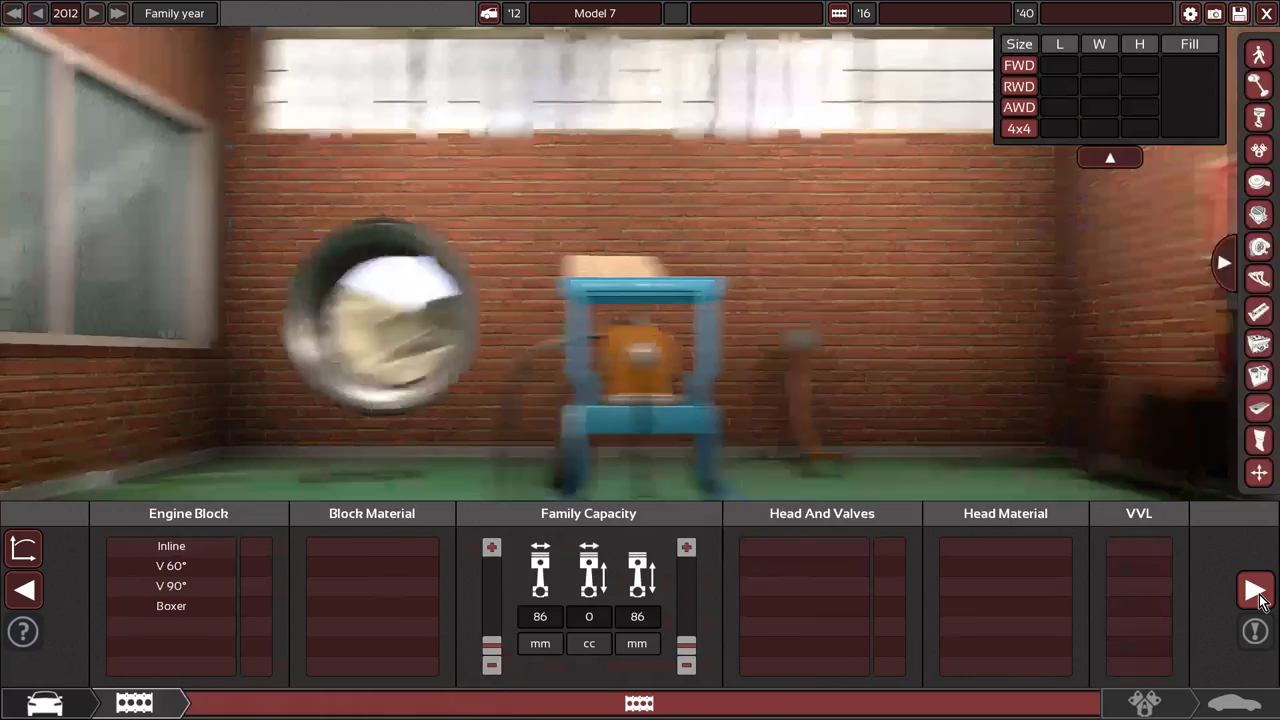 2012 Family year '12 Model 7 '16 '40
Size L W H Fill
FWD
RWD
AWD
4x4
Engine Block Block Material Family Capacity Head And Valves Head Material VVL
Inline
V 60°
V 90°
Boxer
86 0 86
mm cc mm